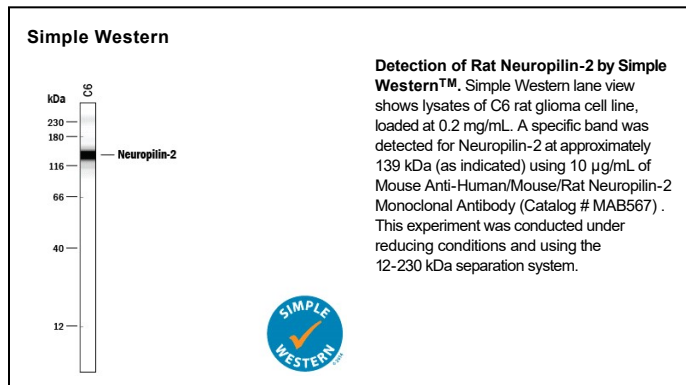 Simple Western
C6
kDa
230
180
Neuropilin-2
116
66
40
12
SIMPLE
WESTERN
Detection of Rat Neuropilin-2 by Simple
Western™. Simple Western lane view
shows lysates of C6 rat glioma cell line,
loaded at 0.2 mg/mL. A specific band was
detected for Neuropilin-2 at approximately
139 kDa (as indicated) using 10 µg/mL of
Mouse Anti-Human/Mouse/Rat Neuropilin-2
Monoclonal Antibody (Catalog # MAB567) .
This experiment was conducted under
reducing conditions and using the
12-230 kDa separation system.